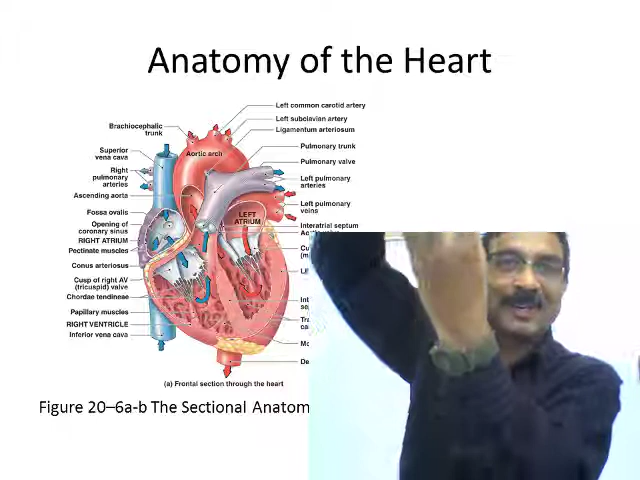 Anatomy of the Heart
Left common carotid artery
Left subclavian artery
Ligamentum arteriosum
Brachiocephalic
trunk
Pulmonary trunk
Superior
vena cava
Aortic arch
Pulmonary valve
Right
pulmonary
arteries
Left pulmonary
arteries
Ascending aorta
Left pulmonary
veins
Fossa ovalis
LEFT
ATRIUM
Opening of
coronary sinus
Interatrial septum
RIGHT ATRIUM
Pectinate muscles
Conus arteriosus
Cusp of right AV
(tricuspid) valve
Chordae tendineae
Papillary muscles
RIGHT VENTRICLE
Inferior vena cava
(a) Frontal section through the heart
Figure 20–6a-b The Sectional Anatom